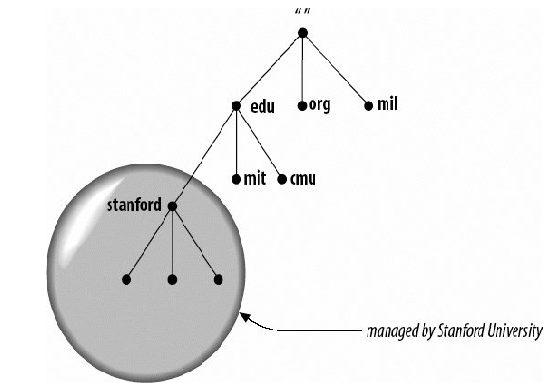 ""
edu
org
mil
mit
cmu
stanford
managed by Stanford University